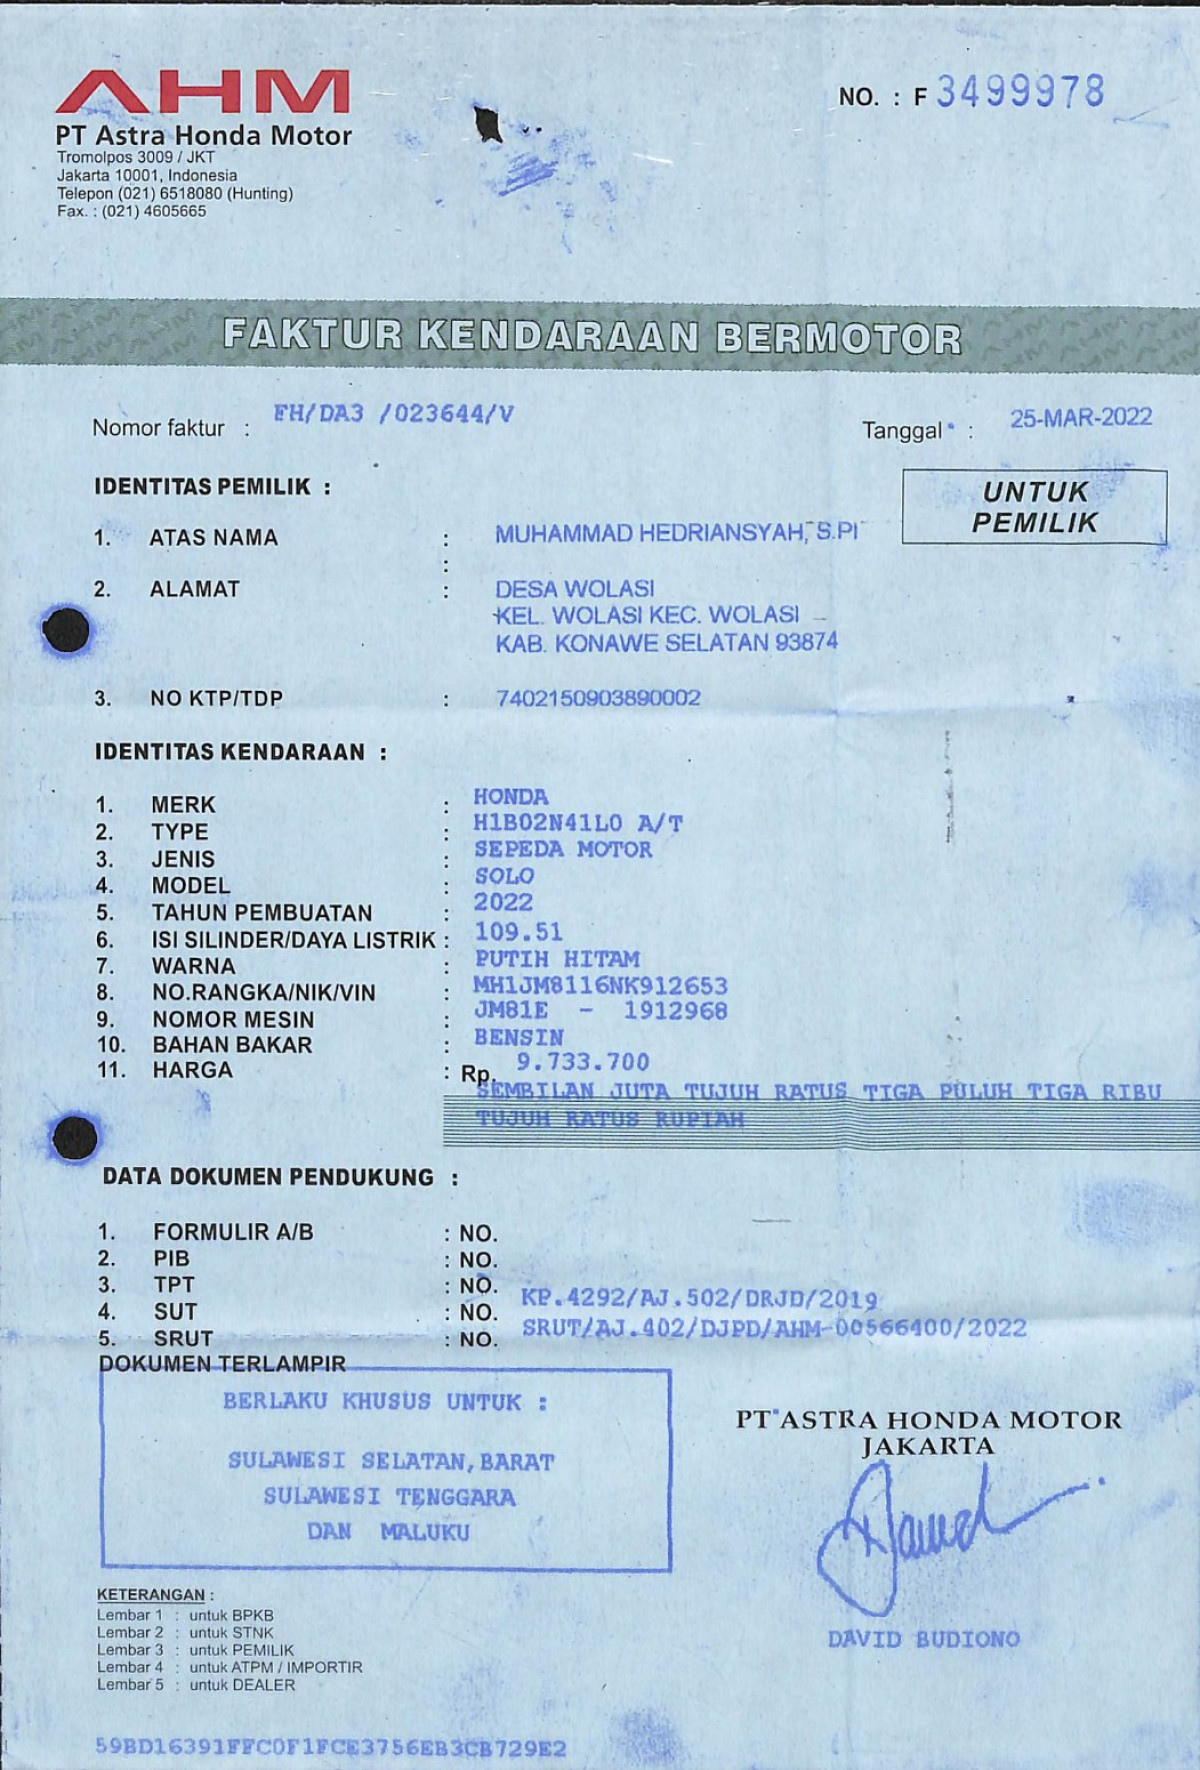 AHM
PT Astra Honda Motor
Tromolpos 3009 / JKT
Jakarta 10001, Indonesia
Telepon (021) 6518080 (Hunting)
Fax. : (021) 4605665
NO. : F 3499978
FAKTUR KENDARAAN BERMOTOR
Nomor faktur : FH/DA3 /023644/V
Tanggal : 25-MAR-2022
UNTUK
PEMILIK
IDENTITAS PEMILIK :
1. ATAS NAMA : MUHAMMAD HEDRIANSYAH, S.PI
:
2. ALAMAT : DESA WOLASI
KEL. WOLASI KEC. WOLASI
KAB. KONAWE SELATAN 93874
3. NO KTP/TDP : 7402150903890002
IDENTITAS KENDARAAN :
1. MERK : HONDA
2. TYPE : H1B02N41L0 A/T
3. JENIS : SEPEDA MOTOR
4. MODEL : SOLO
5. TAHUN PEMBUATAN : 2022
6. ISI SILINDER/DAYA LISTRIK : 109.51
7. WARNA : PUTIH HITAM
8. NO.RANGKA/NIK/VIN : MH1JM8116NK912653
9. NOMOR MESIN : JM81E - 1912968
10. BAHAN BAKAR : BENSIN
11. HARGA : Rp. 9.733.700
SEMBILAN JUTA TUJUH RATUS TIGA PULUH TIGA RIBU
TUJUH RATUS RUPIAH
DATA DOKUMEN PENDUKUNG :
1. FORMULIR A/B : NO.
2. PIB : NO.
3. TPT : NO.
4. SUT : NO. KP.4292/AJ.502/DRJD/2019
5. SRUT : NO. SRUT/AJ.402/DJPD/AHM-00566400/2022
DOKUMEN TERLAMPIR
BERLAKU KHUSUS UNTUK :
SULAWESI SELATAN,BARAT
SULAWESI TENGGARA
DAN MALUKU
PT ASTRA HONDA MOTOR
JAKARTA
DAVID BUDIONO
KETERANGAN :
Lembar 1 : untuk BPKB
Lembar 2 : untuk STNK
Lembar 3 : untuk PEMILIK
Lembar 4 : untuk ATPM / IMPORTIR
Lembar 5 : untuk DEALER
59BD16391FFC0F1FCE3756EB3CB729E2